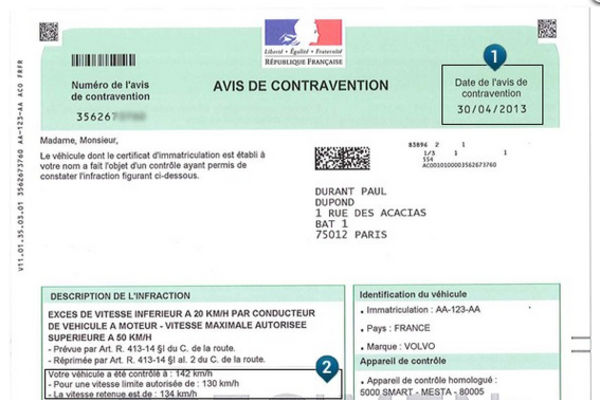 Liberté • Égalité • Fraternité
RÉPUBLIQUE FRANÇAISE
Numéro de l'avis
de contravention
35626
AVIS DE CONTRAVENTION
1
Date de l'avis de
contravention
30/04/2013
V11.01.35.03.01 3562673760 AA-123-AA ACO FRFR
Madame, Monsieur,
Le véhicule dont le certificat d'immatriculation est établi à
votre nom a fait l'objet d'un contrôle ayant permis de
constater l'infraction figurant ci-dessous.
83896 2 1
1/3 1 1
554
AC0010100003562673760
DURANT PAUL
DUPOND
1 RUE DES ACACIAS
BAT 1
75012 PARIS
DESCRIPTION DE L'INFRACTION
EXCES DE VITESSE INFERIEUR A 20 KM/H PAR CONDUCTEUR
DE VEHICULE A MOTEUR - VITESSE MAXIMALE AUTORISEE
SUPERIEURE A 50 KM/H
- Prévue par Art. R. 413-14 §I du C. de la route.
- Réprimée par Art. R. 413-14 §I al. 2 du C. de la route.
2
Votre véhicule a été contrôlé à : 142 km/h
- Pour une vitesse limite autorisée de : 130 km/h
- La vitesse retenue est de : 134 km/h
Identification du véhicule
• Immatriculation : AA-123-AA
• Pays : FRANCE
• Marque : VOLVO
Appareil de contrôle
• Appareil de contrôle homologué :
5000 SMART - MESTA - 80005